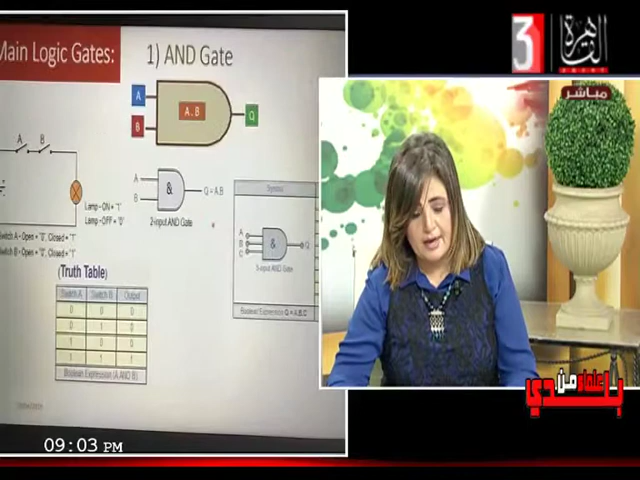 Main Logic Gates:
1) AND Gate
A
B
A . B
Q
A B
Lamp -ON = "1"
Lamp -OFF = "0"
Switch A - Open = "0", Closed = "1"
Switch B - Open = "0", Closed = "1"
A
B
&
Q = A.B
2-input AND Gate
Symbol
A
B
C
&
Q
3-input AND Gate
Boolean Expression Q = A.B.C
(Truth Table)
Switch A Switch B Output
0 0 0
0 1 0
1 0 0
1 1 1
Boolean Expression (A AND B)
09:03 PM
3
القاهرة
مباشر
علماء من
بلدي